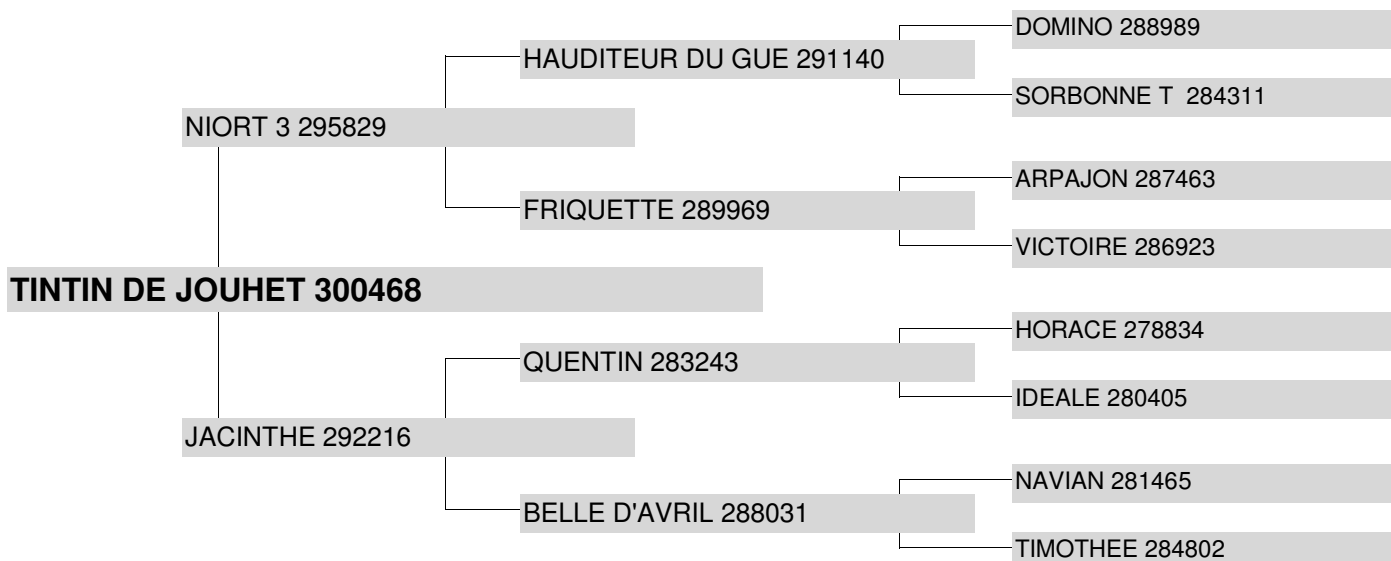 DOMINO 288989
HAUDITEUR DU GUE 291140
SORBONNE T  284311
NIORT 3 295829
ARPAJON 287463
FRIQUETTE 289969
VICTOIRE 286923
TINTIN DE JOUHET 300468
HORACE 278834
QUENTIN 283243
IDEALE 280405
JACINTHE 292216
NAVIAN 281465
BELLE D'AVRIL 288031
TIMOTHEE 284802